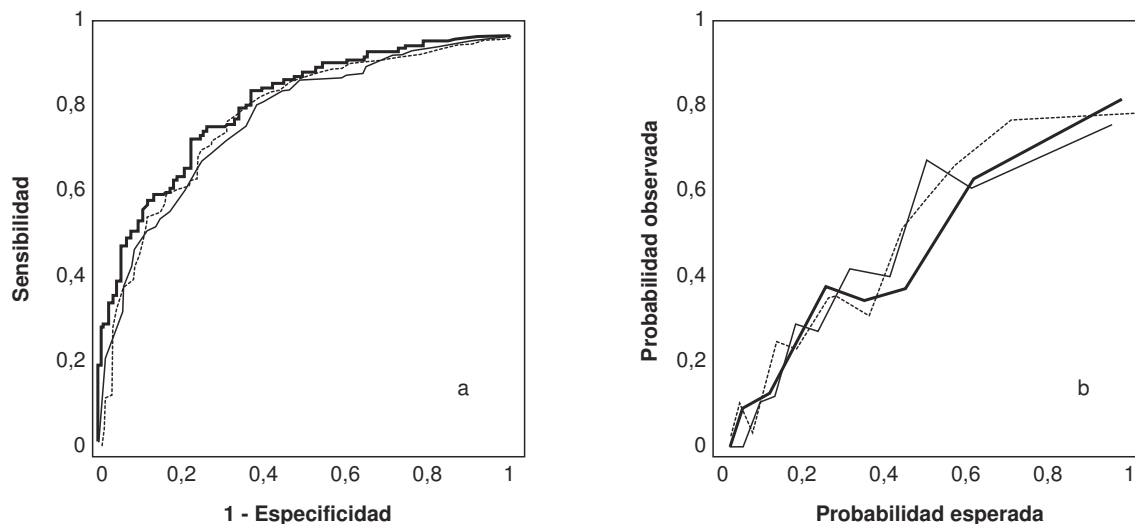 1
0,8
0,6
0,4
0,2
0
Sensibilidad
a
0 0,2 0,4 0,6 0,8 1
1 - Especificidad
1
0,8
0,6
0,4
0,2
0
Probabilidad observada
b
0 0,2 0,4 0,6 0,8 1
Probabilidad esperada